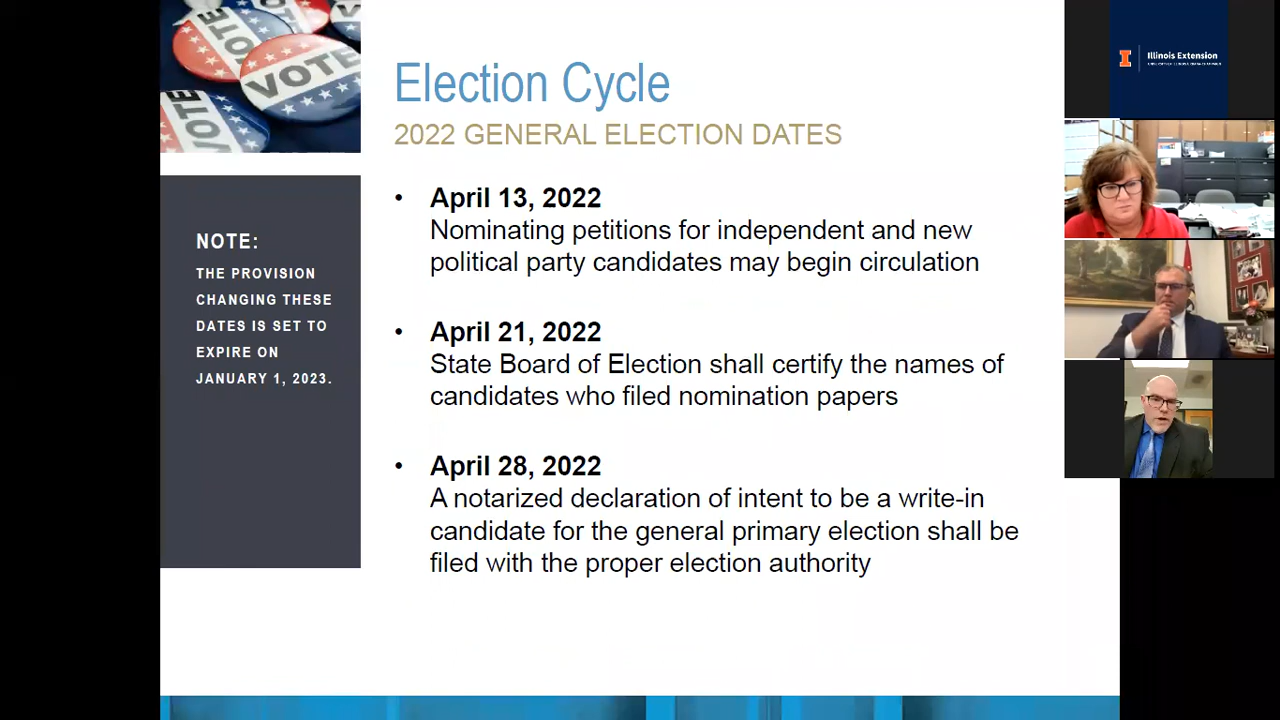 VOTE
VOTE
VOTE
VOTE
Election Cycle
2022 GENERAL ELECTION DATES
NOTE:
THE PROVISION
CHANGING THESE
DATES IS SET TO
EXPIRE ON
JANUARY 1, 2023.
• April 13, 2022
Nominating petitions for independent and new
political party candidates may begin circulation
• April 21, 2022
State Board of Election shall certify the names of
candidates who filed nomination papers
• April 28, 2022
A notarized declaration of intent to be a write-in
candidate for the general primary election shall be
filed with the proper election authority
I Illinois Extension